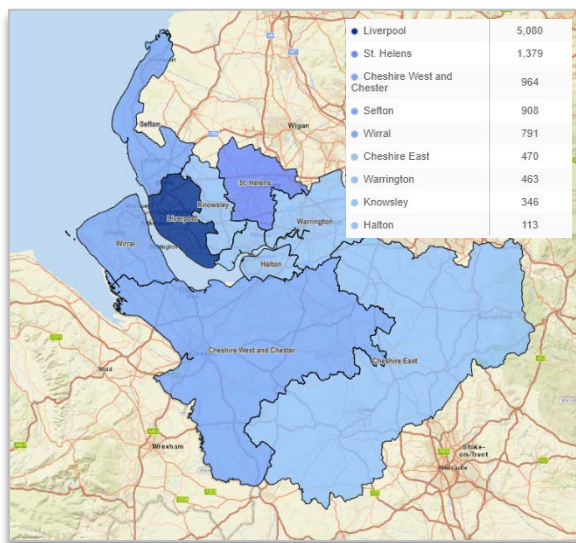 Liverpool 5,080
St. Helens 1,379
Cheshire West and
Chester 964
Sefton 908
Wirral 791
Cheshire East 470
Warrington 463
Knowsley 346
Halton 113
Sefton
Wigan
St. Helens
Knowsley
Liverpool
Warrington
Wirral
Halton
Cheshire West and Chester
Cheshire East
Mold
Wrexham
Stoke-
on-Trent
Newcastle